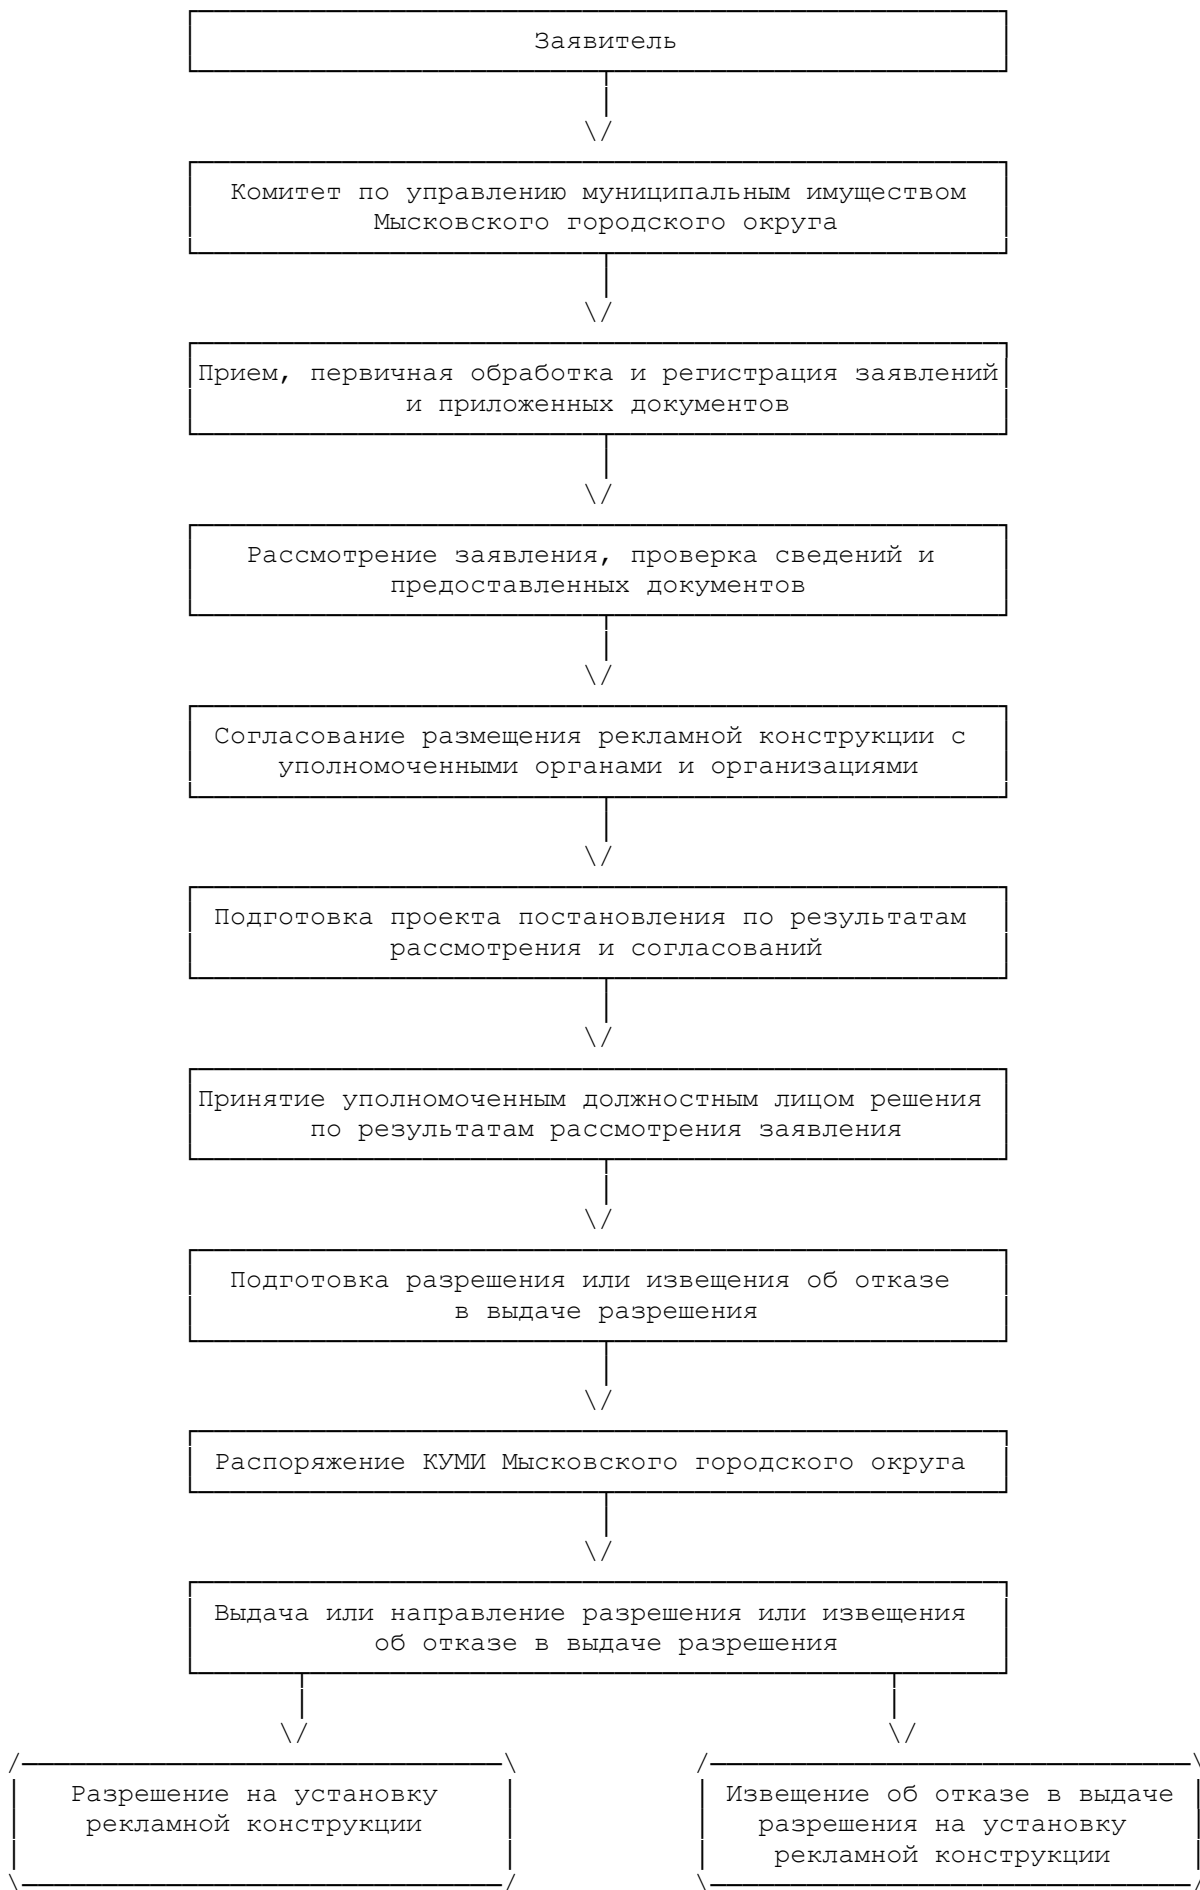 Заявитель
Комитет по управлению муниципальным имуществом
Мысковского городского округа
Прием, первичная обработка и регистрация заявлений
и приложенных документов
Рассмотрение заявления, проверка сведений и
предоставленных документов
Согласование размещения рекламной конструкции с
уполномоченными органами и организациями
Подготовка проекта постановления по результатам
рассмотрения и согласований
Принятие уполномоченным должностным лицом решения
по результатам рассмотрения заявления
Подготовка разрешения или извещения об отказе
в выдаче разрешения
Распоряжение КУМИ Мысковского городского округа
Выдача или направление разрешения или извещения
об отказе в выдаче разрешения
Разрешение на установку
рекламной конструкции
Извещение об отказе в выдаче
разрешения на установку
рекламной конструкции